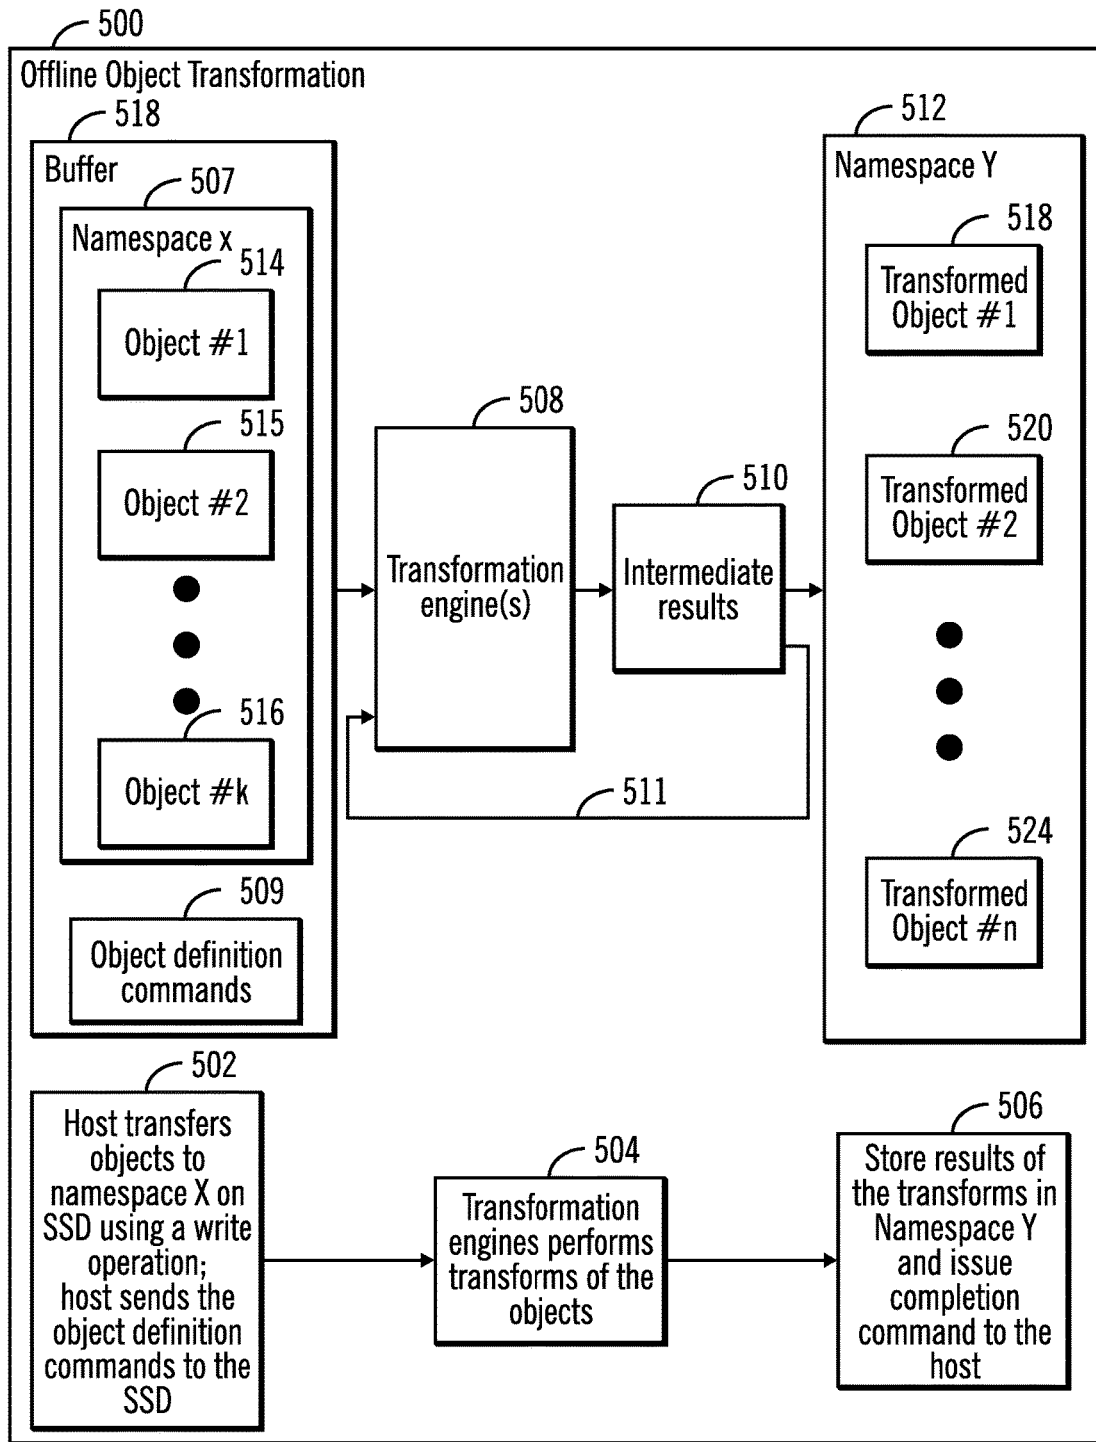 500
Offline Object Transformation
518
Buffer
507
Namespace x
514
Object #1
515
Object #2
516
Object #k
509
Object definition
commands
508
Transformation
engine(s)
510
Intermediate
results
511
512
Namespace Y
518
Transformed
Object #1
520
Transformed
Object #2
524
Transformed
Object #n
502
Host transfers
objects to
namespace X on
SSD using a write
operation;
host sends the
object definition
commands to the
SSD
504
Transformation
engines performs
transforms of the
objects
506
Store results of
the transforms in
Namespace Y
and issue
completion
command to the
host